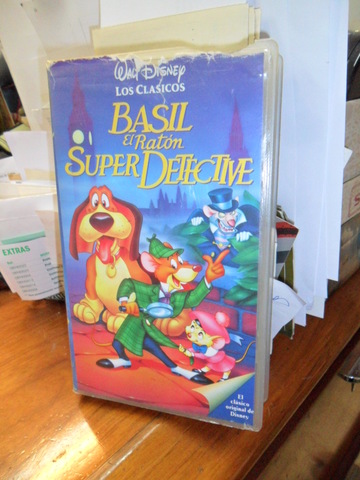 Walt Disney
LOS CLASICOS
BASIL
El Ratón
SUPER DETECTIVE
El
clásico
original de
Disney
EXTRAS